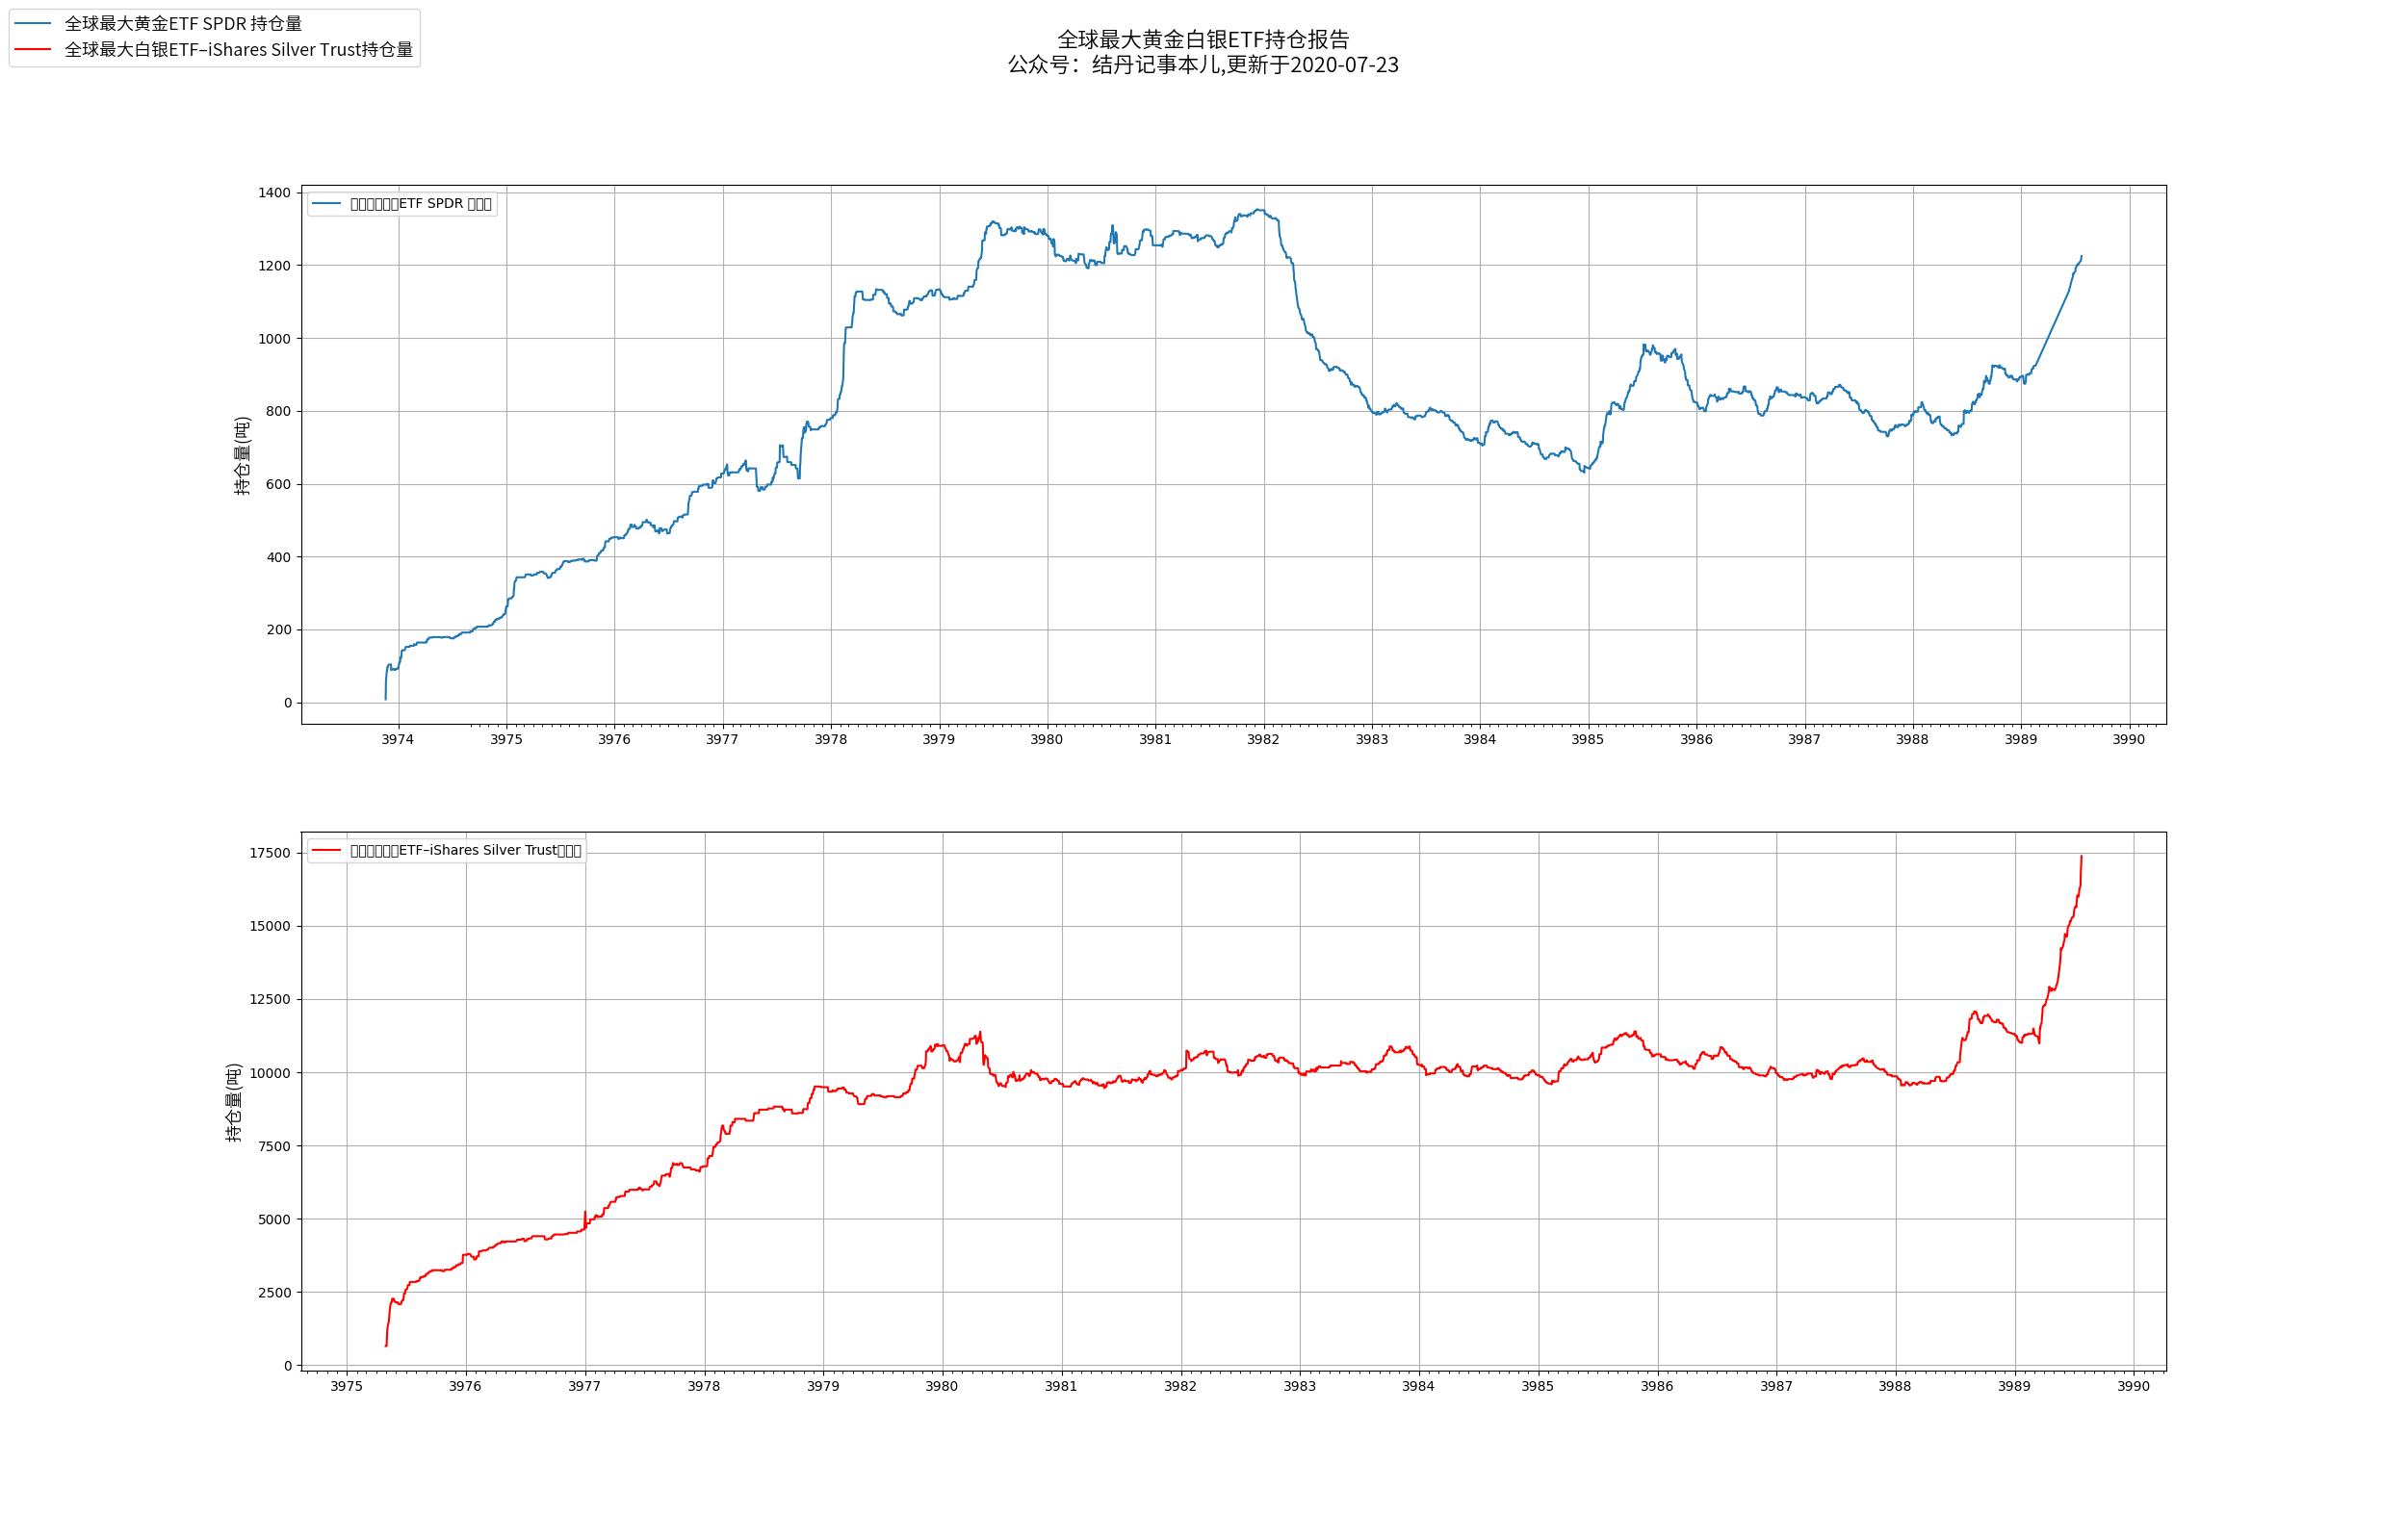 全球最大黄金ETF SPDR 持仓量
全球最大白银ETF–iShares Silver Trust持仓量
全球最大黄金白银ETF持仓报告
公众号：结丹记事本儿,更新于2020-07-23
ETF SPDR
持仓量(吨)
1400
1200
1000
800
600
400
200
0
3974 3975 3976 3977 3978 3979 3980 3981 3982 3983 3984 3985 3986 3987 3988 3989 3990
ETF–iShares Silver Trust
持仓量(吨)
17500
15000
12500
10000
7500
5000
2500
0
3975 3976 3977 3978 3979 3980 3981 3982 3983 3984 3985 3986 3987 3988 3989 3990